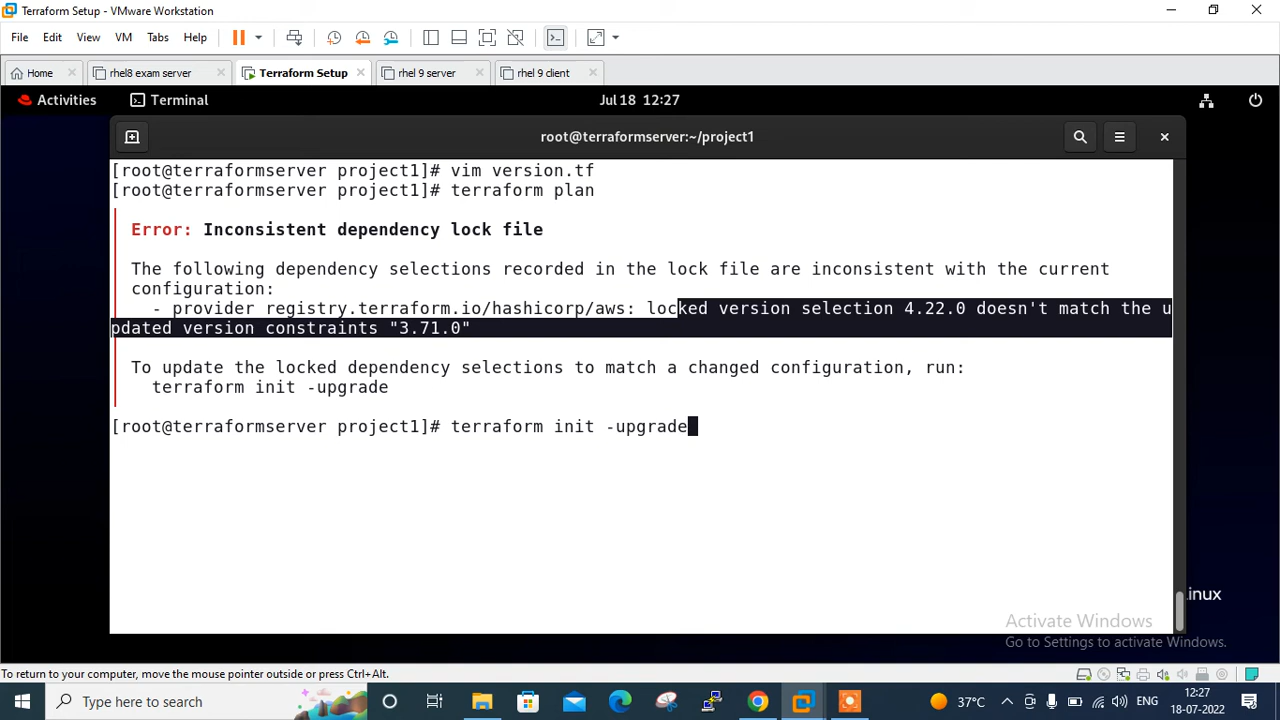 Terraform Setup - VMware Workstation
File Edit View VM Tabs Help
Home rhel8 exam server Terraform Setup rhel 9 server rhel 9 client
Activities Terminal Jul 18 12:27
root@terraformserver:~/project1
[root@terraformserver project1]# vim version.tf
[root@terraformserver project1]# terraform plan
Error: Inconsistent dependency lock file
The following dependency selections recorded in the lock file are inconsistent with the current
configuration:
- provider registry.terraform.io/hashicorp/aws: locked version selection 4.22.0 doesn't match the u
pdated version constraints "3.71.0"
To update the locked dependency selections to match a changed configuration, run:
terraform init -upgrade
[root@terraformserver project1]# terraform init -upgrade
inux
Activate Windows
Go to Settings to activate Windows.
To return to your computer, move the mouse pointer outside or press Ctrl+Alt.
Type here to search
37°C
ENG
12:27
18-07-2022